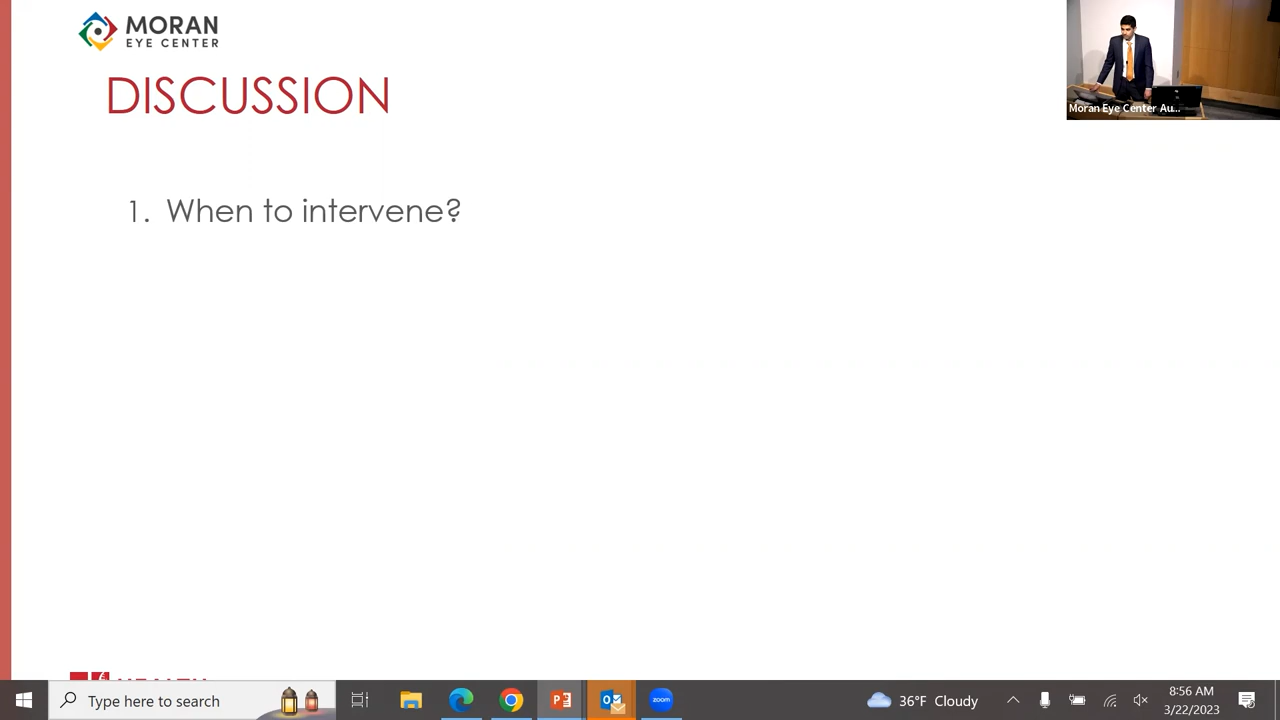 MORAN
EYE CENTER
DISCUSSION
Moran Eye Center Au...
1. When to intervene?
Type here to search
zoom
36°F Cloudy
8:56 AM
3/22/2023